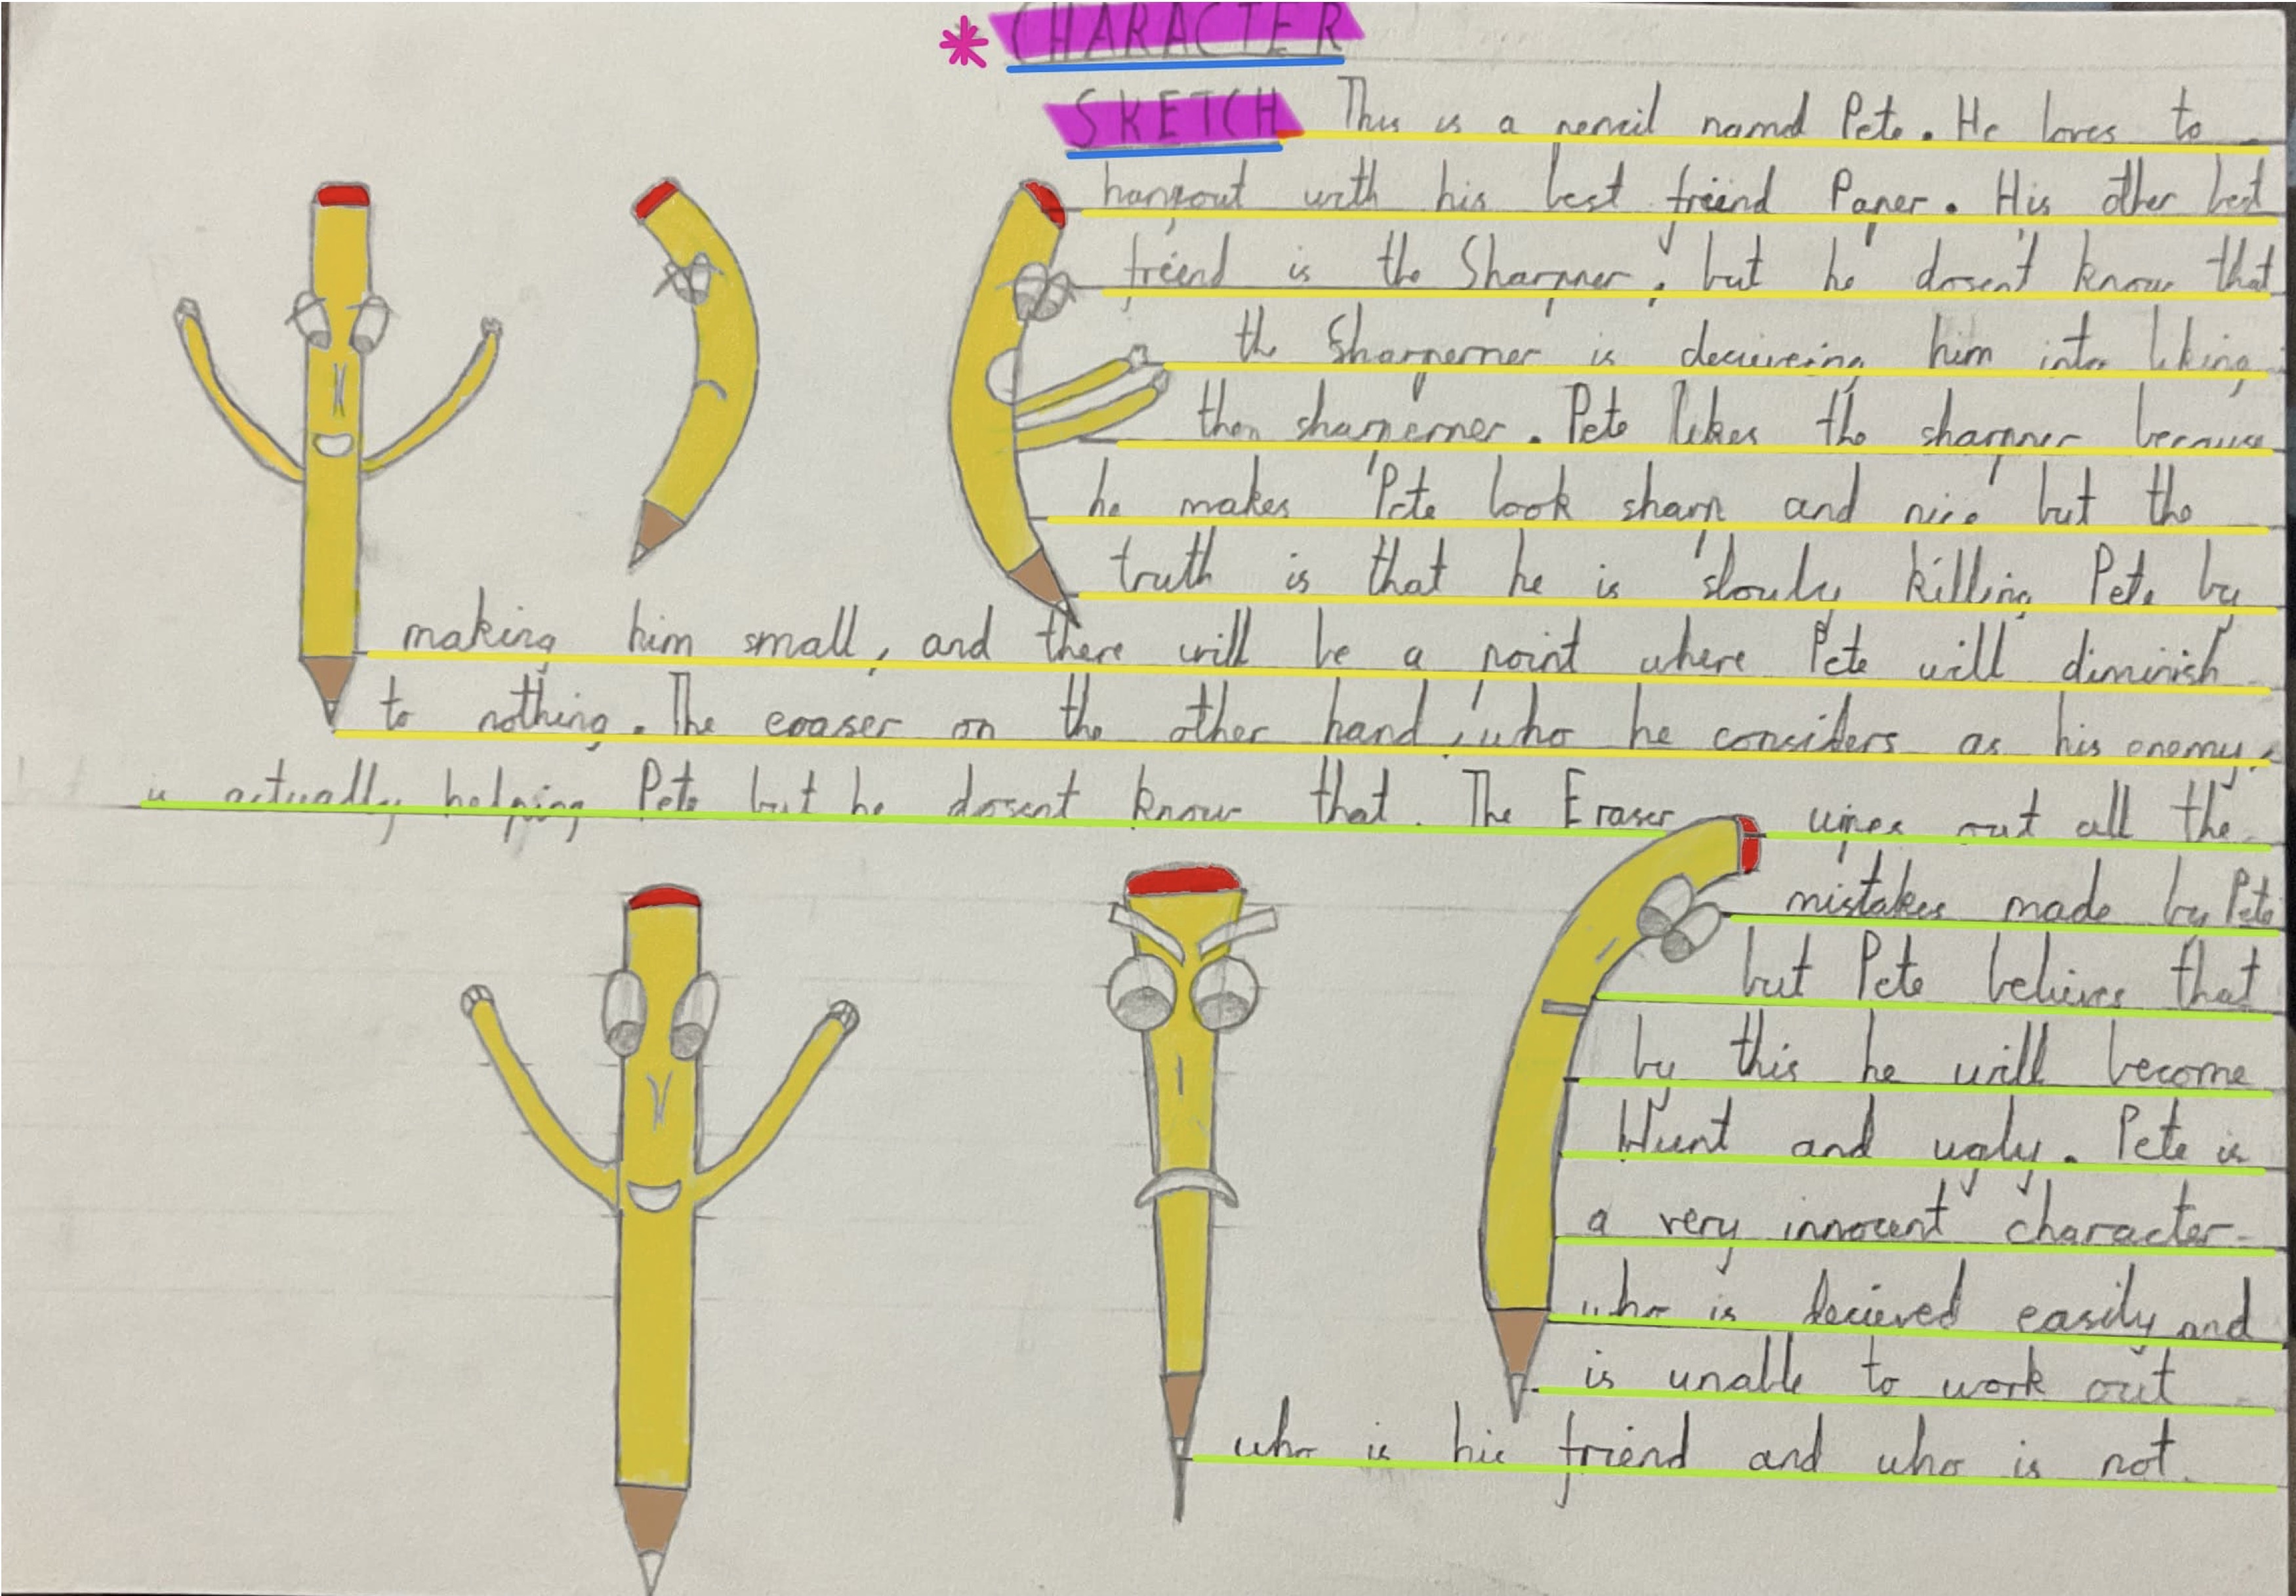 * CHARACTER
SKETCH This is a pencil named Pete. He loves to
hangout with his best friend Paper. His other best
friend is the Sharpner, but he dosent know that
the Sharperner is decieveing him into liking
then sharperner. Pete likes the sharpner because
he makes Pete look sharp and nice but the
truth is that he is slowly killing Pete by
making him small, and there will be a point where Pete will diminish
to nothing. The eraser on the other hand, who he considers as his enemy,
is actually helping Pete but he dosent know that. The Eraser wipes out all the
mistakes made by Pete
but Pete believes that
by this he will become
blunt and ugly. Pete is
a very innocent character
who is decieved easily and
is unable to work out
who is his friend and who is not.